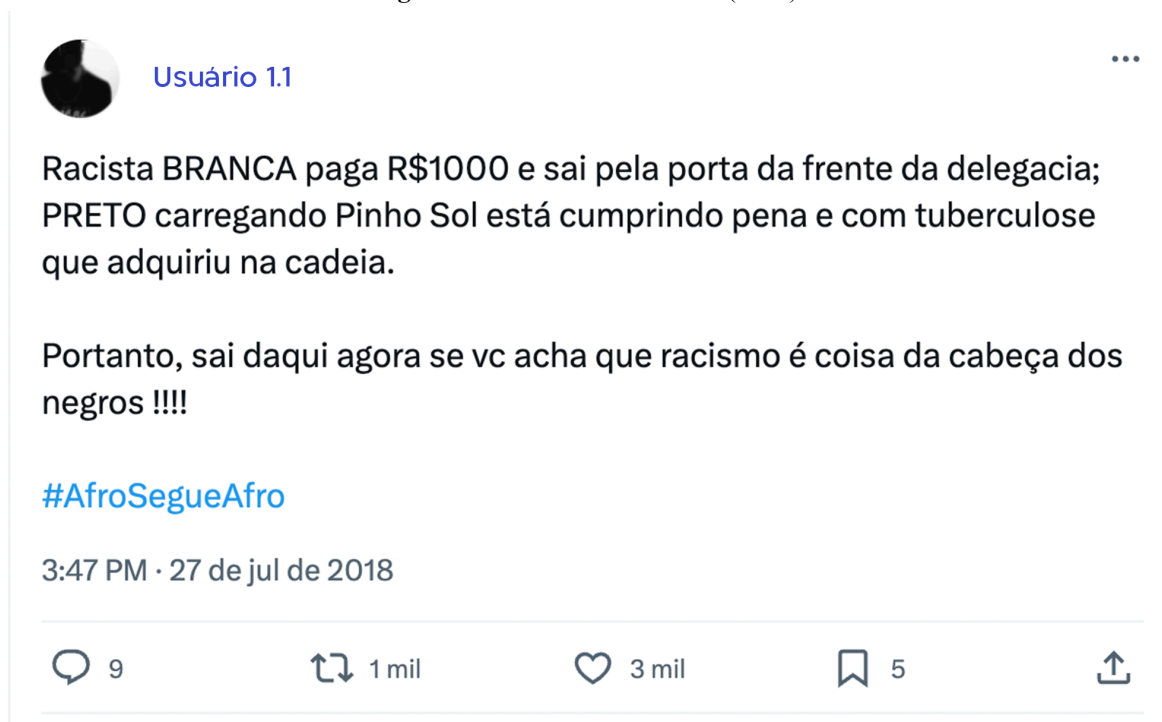 Usuário 1.1
Racista BRANCA paga R$1000 e sai pela porta da frente da delegacia;
PRETO carregando Pinho Sol está cumprindo pena e com tuberculose
que adquiriu na cadeia.
Portanto, sai daqui agora se vc acha que racismo é coisa da cabeça dos
negros !!!!
#AfroSegueAfro
3:47 PM · 27 de jul de 2018
9 1 mil 3 mil 5